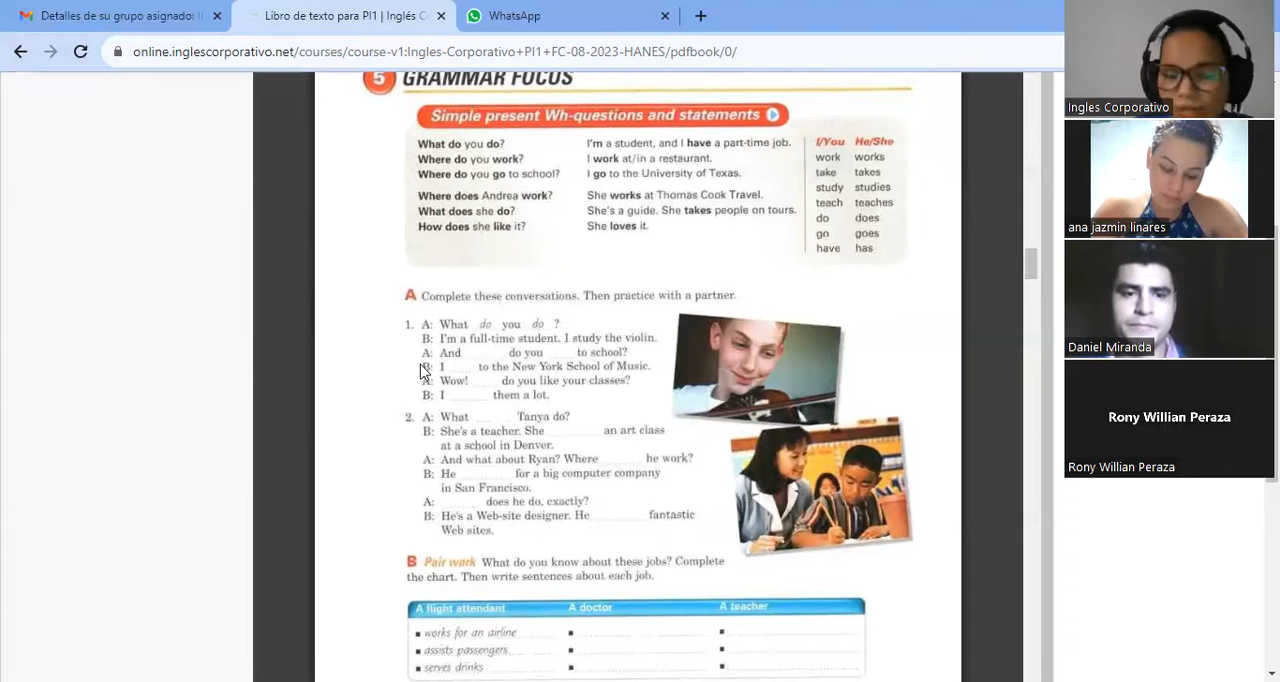 Detalles de su grupo asignado: I
Libro de texto para PI1 | Inglés C
WhatsApp
online.inglescorporativo.net/courses/course-v1:Ingles-Corporativo+PI1+FC-08-2023-HANES/pdfbook/0/
5 GRAMMAR FOCUS
Simple present Wh-questions and statements
What do you do? I'm a student, and I have a part-time job. I/You He/She
Where do you work? I work at/in a restaurant. work works
Where do you go to school? I go to the University of Texas. take takes
study studies
Where does Andrea work? She works at Thomas Cook Travel. teach teaches
What does she do? She's a guide. She takes people on tours. do does
How does she like it? She loves it. go goes
have has
A Complete these conversations. Then practice with a partner.
1. A: What do you do ?
B: I'm a full-time student. I study the violin.
A: And do you to school?
B: I to the New York School of Music.
A: Wow! do you like your classes?
B: I them a lot.
2. A: What Tanya do?
B: She's a teacher. She an art class
at a school in Denver.
A: And what about Ryan? Where he work?
B: He for a big computer company
in San Francisco.
A: does he do, exactly?
B: He's a Web-site designer. He fantastic
Web sites.
B Pair work What do you know about these jobs? Complete
the chart. Then write sentences about each job.
A flight attendant A doctor A teacher
works for an airline
assists passengers
serves drinks
Ingles Corporativo
ana jazmin linares
Daniel Miranda
Rony Willian Peraza
Rony Willian Peraza